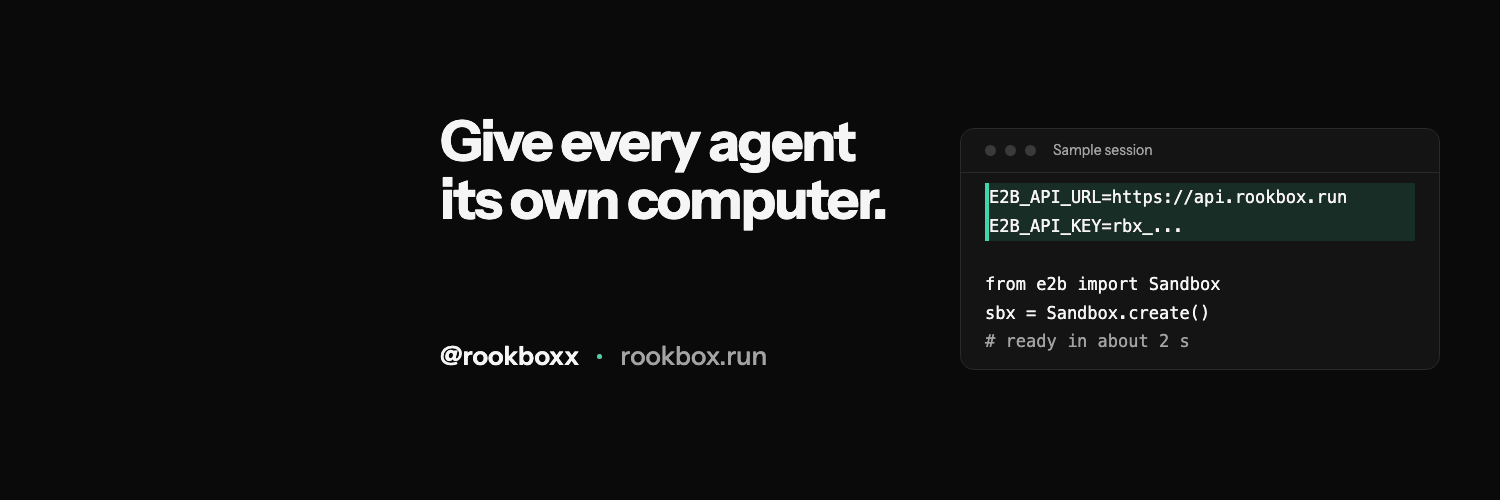 Give every agent
its own computer.
@rookboxx • rookbox.run
Sample session
E2B_API_URL=https://api.rookbox.run
E2B_API_KEY=rbx_...
from e2b import Sandbox
sbx = Sandbox.create()
# ready in about 2 s